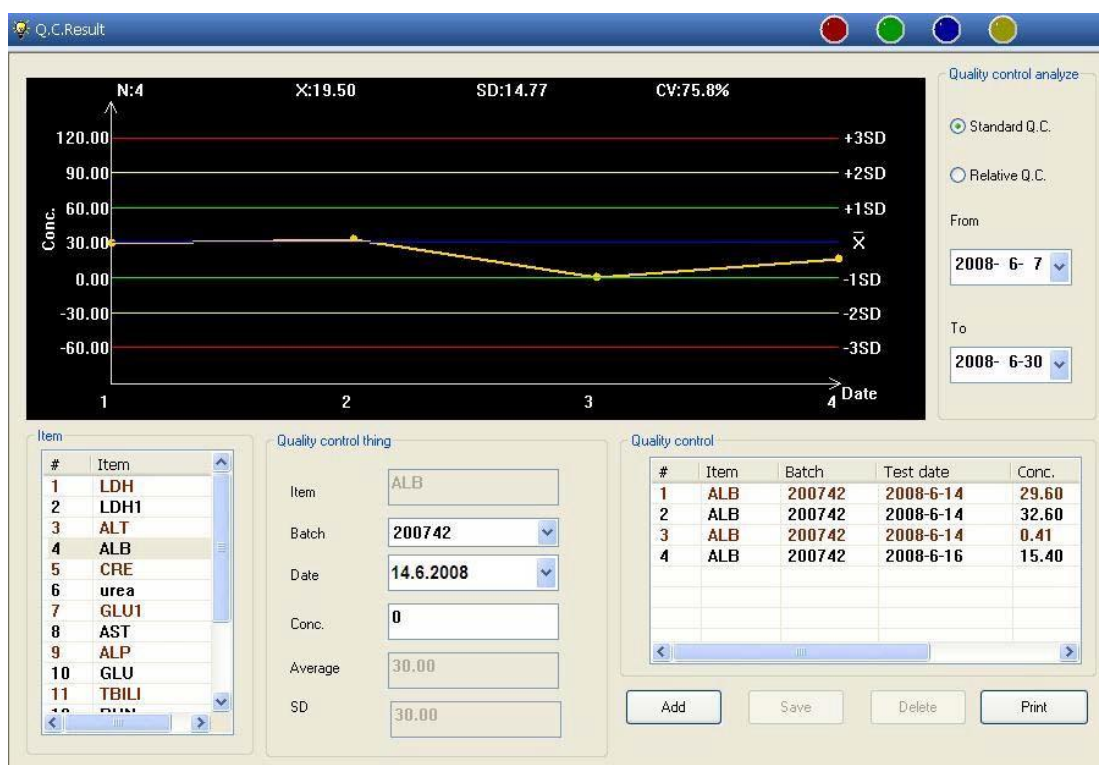 Q.C.Result
N:4 X:19.50 SD:14.77 CV:75.8%
120.00 +3SD
90.00 +2SD
60.00 +1SD
30.00 X̄
0.00 -1SD
-30.00 -2SD
-60.00 -3SD
Conc.
Date
1 2 3 4
Quality control analyze
Standard Q.C.
Relative Q.C.
From
2008- 6- 7
To
2008- 6-30
Item
# Item
1 LDH
2 LDH1
3 ALT
4 ALB
5 CRE
6 urea
7 GLU1
8 AST
9 ALP
10 GLU
11 TBILI
Quality control thing
Item ALB
Batch 200742
Date 14.6.2008
Conc. 0
Average 30.00
SD 30.00
Quality control
# Item Batch Test date Conc.
1 ALB 200742 2008-6-14 29.60
2 ALB 200742 2008-6-14 32.60
3 ALB 200742 2008-6-14 0.41
4 ALB 200742 2008-6-16 15.40
Add Save Delete Print